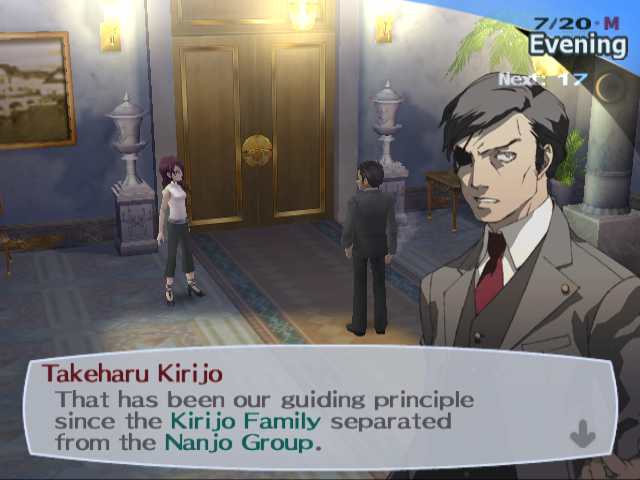 7/20·M
Evening
Next: 17
Takeharu Kirijo
That has been our guiding principle
since the Kirijo Family separated
from the Nanjo Group.